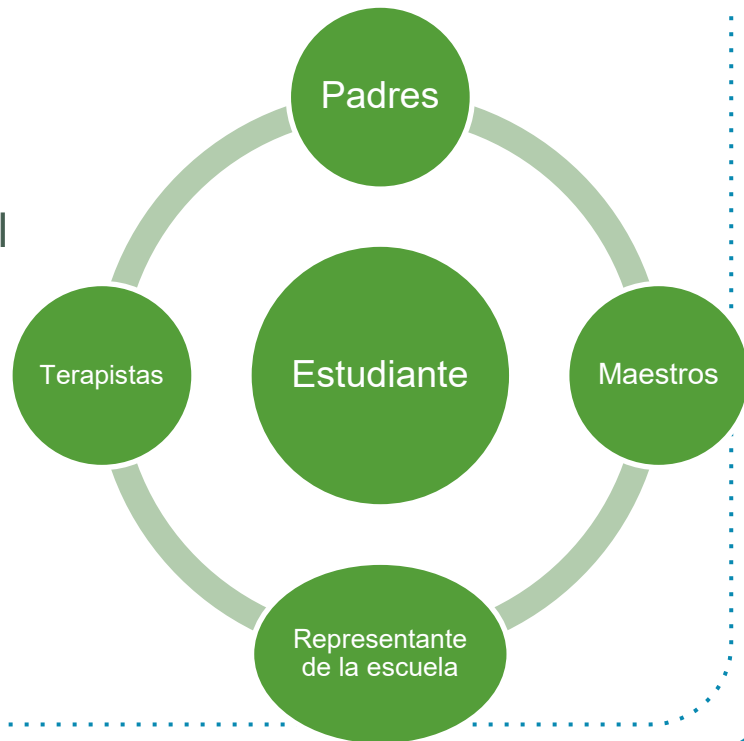 Padres
Terapistas
Estudiante
Maestros
Representante
de la escuela